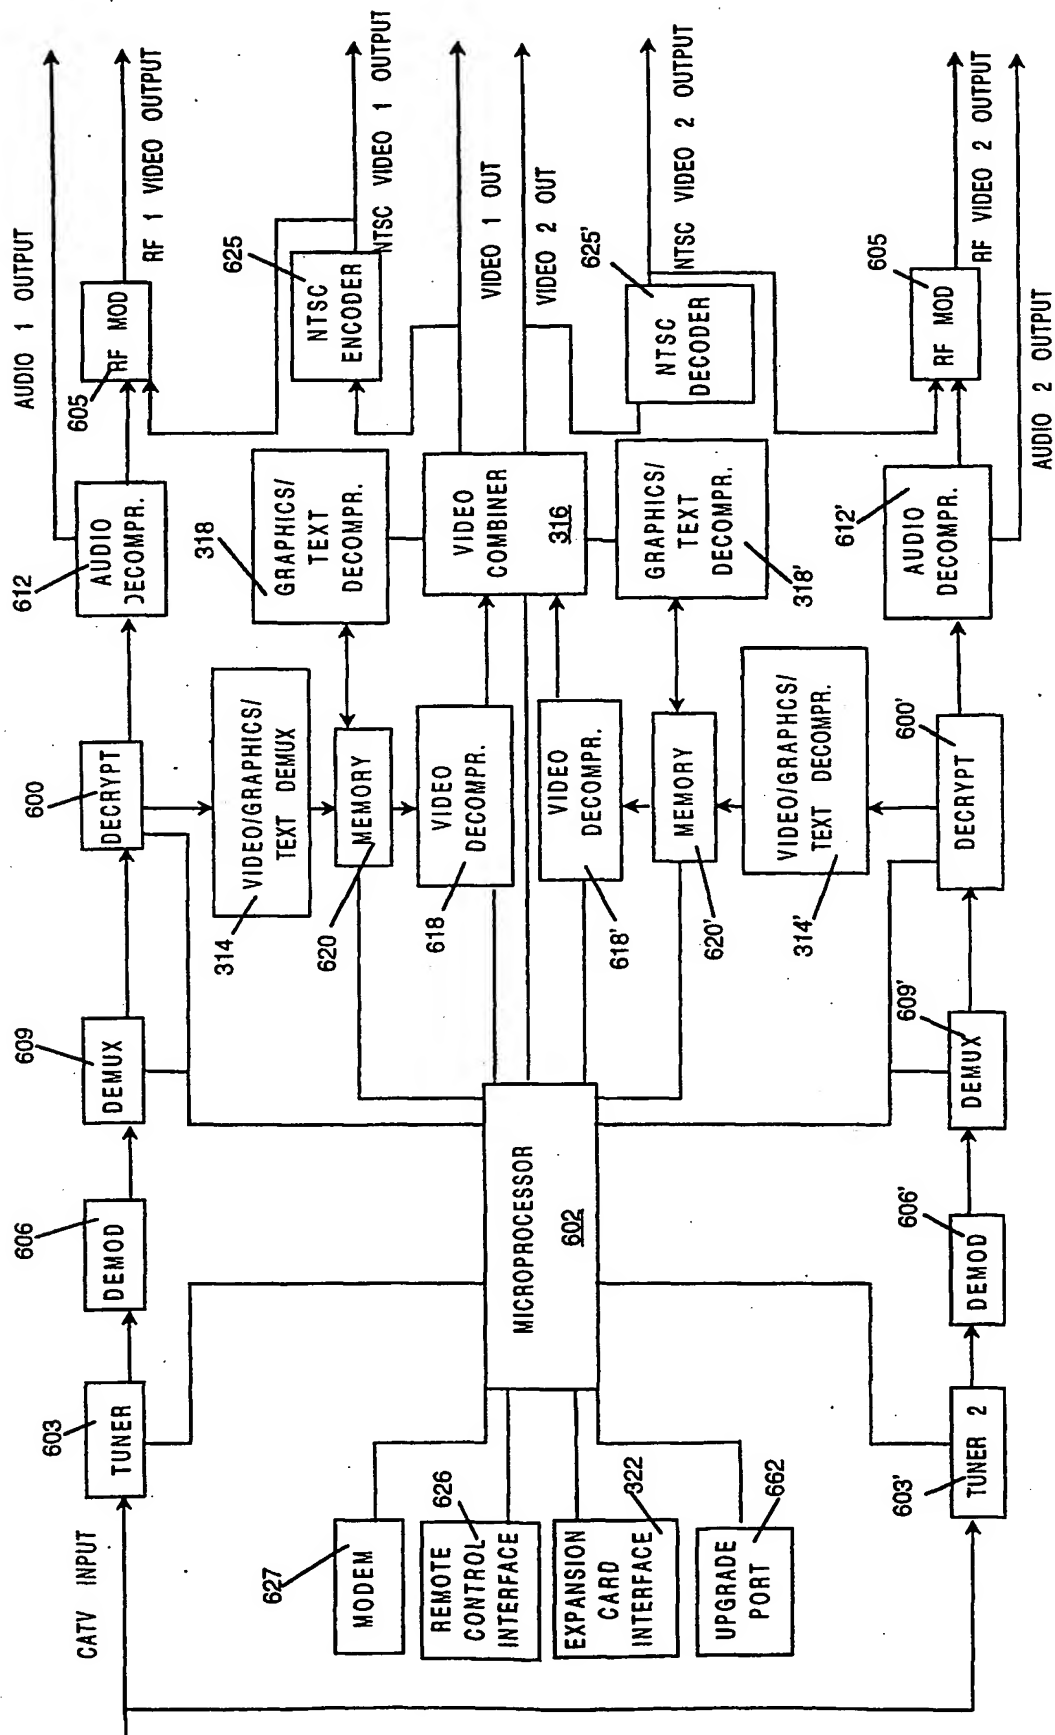 CATV INPUT
603
TUNER
606
DEMOD
609
DEMUX
600
DECRYPT
612
AUDIO
DECOMPR.
605
RF MOD
AUDIO 1 OUTPUT
RF 1 VIDEO OUTPUT
314
VIDEO/GRAPHICS/
TEXT DEMUX
318
GRAPHICS/
TEXT
DECOMPR.
625
NTSC
ENCODER
NTSC VIDEO 1 OUTPUT
620
MEMORY
618
VIDEO
DECOMPR.
VIDEO
COMBINER
316
VIDEO 1 OUT
VIDEO 2 OUT
627
MODEM
626
REMOTE
CONTROL
INTERFACE
322
EXPANSION
CARD
INTERFACE
662
UPGRADE
PORT
MICROPROCESSOR
602
618'
VIDEO
DECOMPR.
620'
MEMORY
318'
GRAPHICS/
TEXT
DECOMPR.
625'
NTSC
DECODER
NTSC VIDEO 2 OUTPUT
314'
VIDEO/GRAPHCS/
TEXT DECOMPR.
603'
TUNER 2
606'
DEMOD
609'
DEMUX
600'
DECRYPT
612'
AUDIO
DECOMPR.
605
RF MOD
RF VIDEO 2 OUTPUT
AUDIO 2 OUTPUT